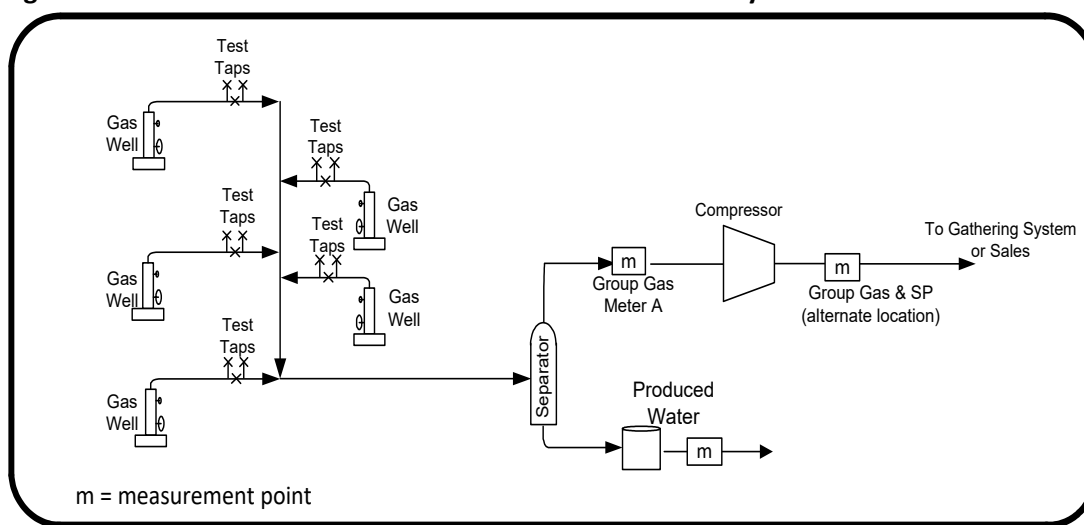 Test
Taps
Gas
Well
Test
Taps
Gas
Well
Test
Taps
Gas
Well
Test
Taps
Gas
Well
Test
Taps
Gas
Well
Separator
m
Group Gas
Meter A
Compressor
m
Group Gas & SP
(alternate location)
To Gathering System
or Sales
Produced
Water
m
m = measurement point